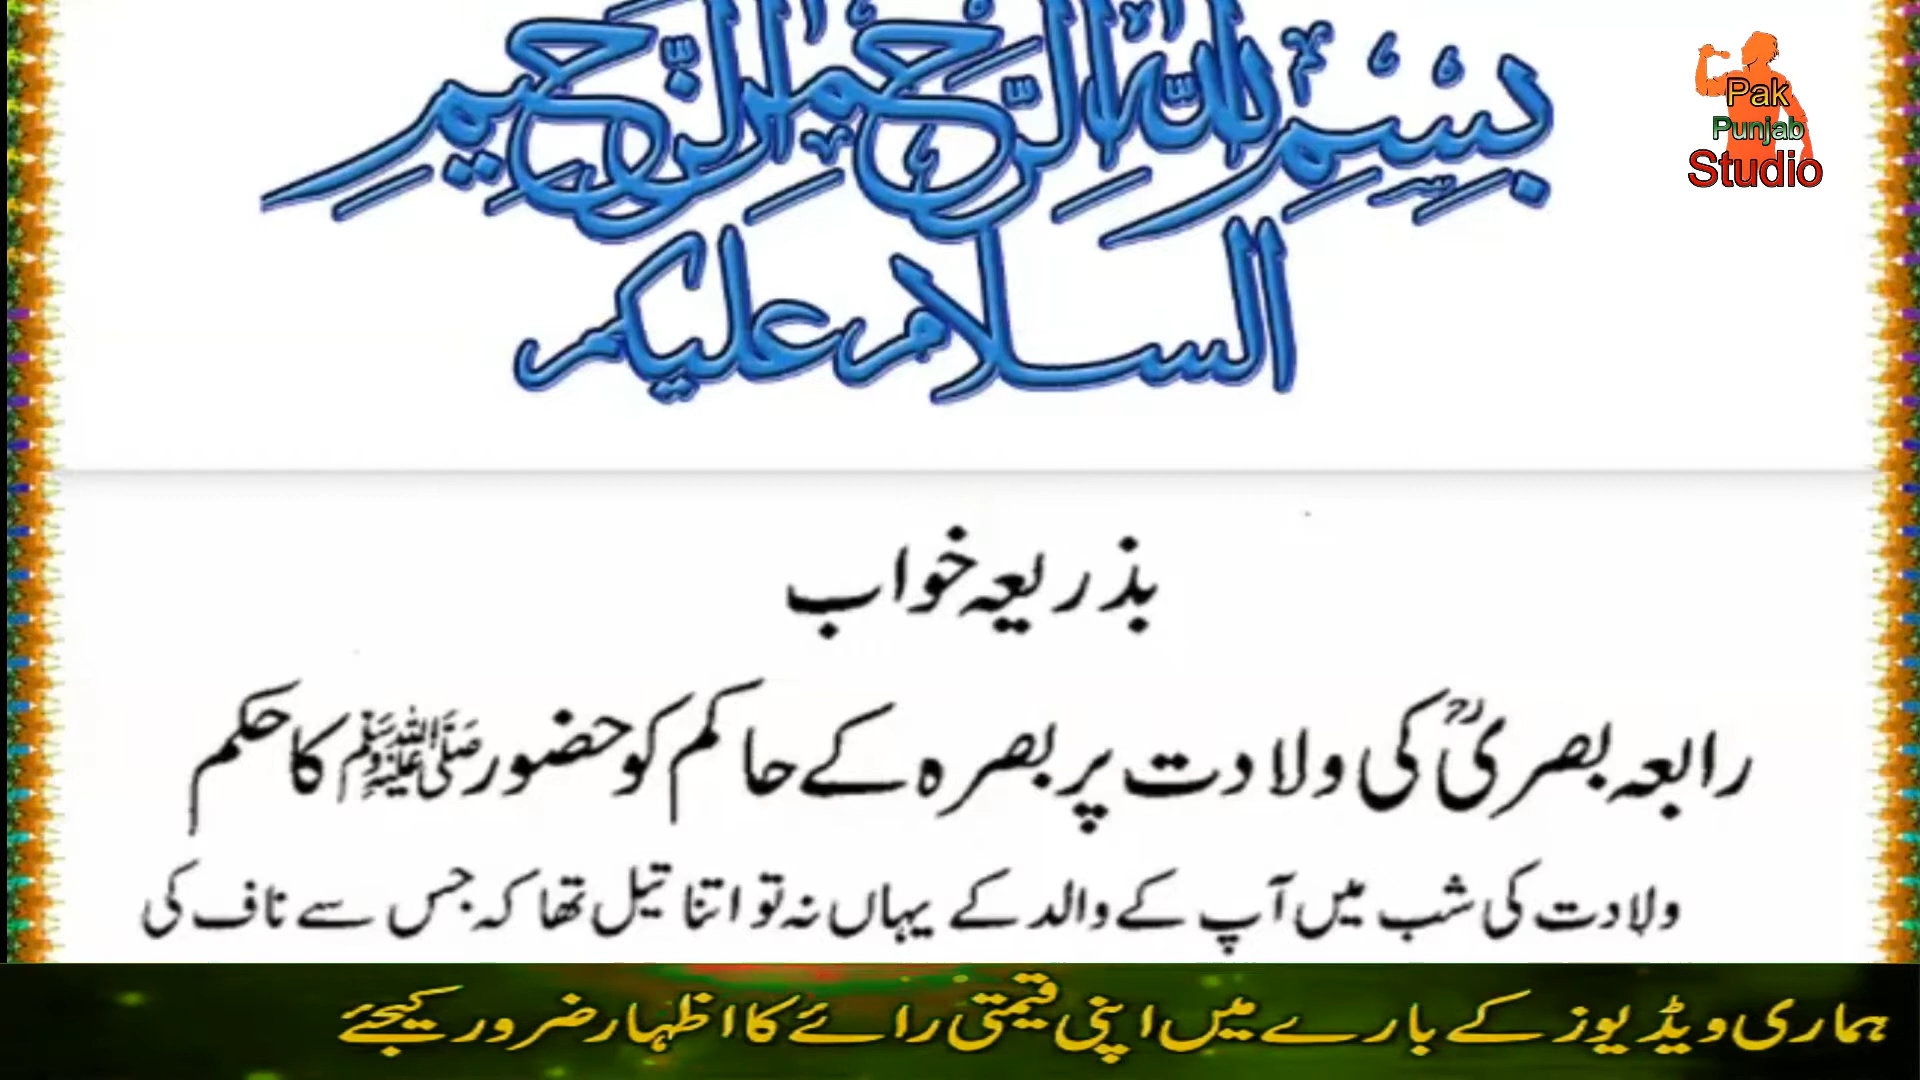 بسم اللہ الرحمن الرحیم
السلام علیکم
Pak
Punjab
Studio
بذریعہ خواب
رابعہ بصریؒ کی ولادت پر بصرہ کے حاکم کو حضور ﷺ کا حکم
ولادت کی شب میں آپ کے والد کے یہاں نہ تو اتنا تیل تھا کہ جس سے ناف کی
ہماری ویڈیوز کے بارے میں اپنی قیمتی رائے کا اظہار ضرور کیجئے